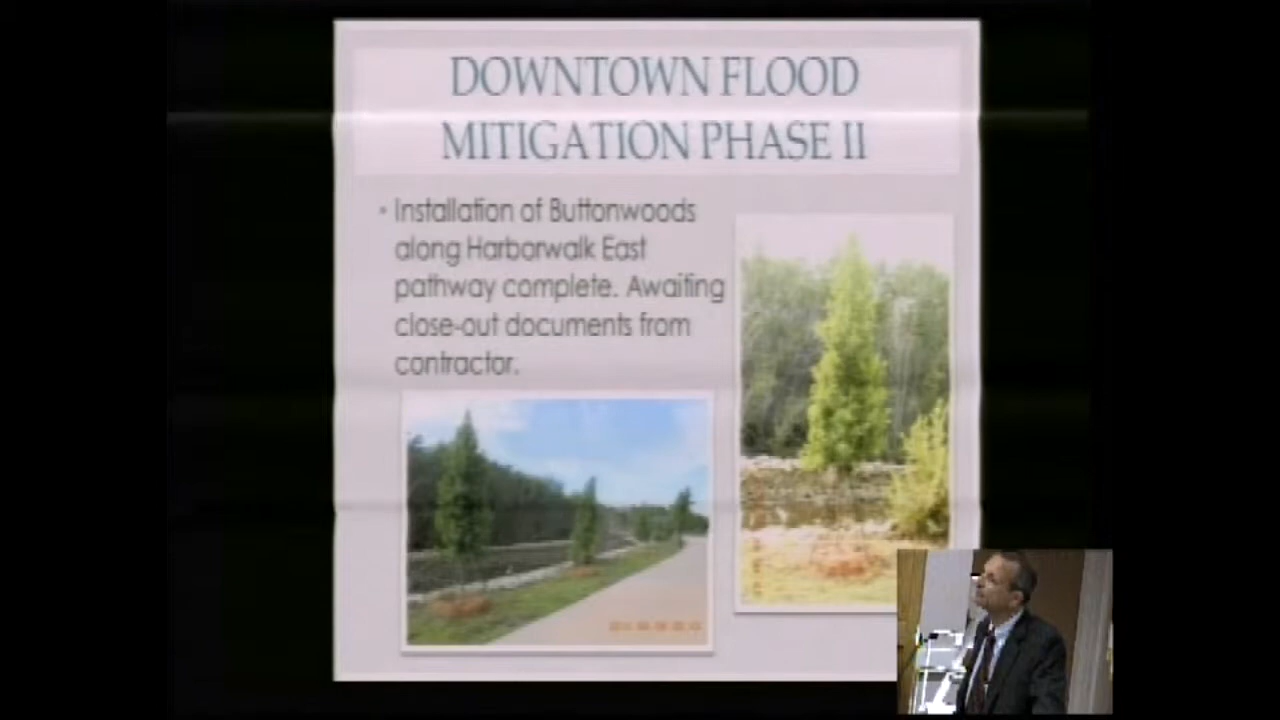 DOWNTOWN FLOOD
MITIGATION PHASE II
• Installation of Buttonwoods
along Harborwalk East
pathway complete. Awaiting
close-out documents from
contractor.